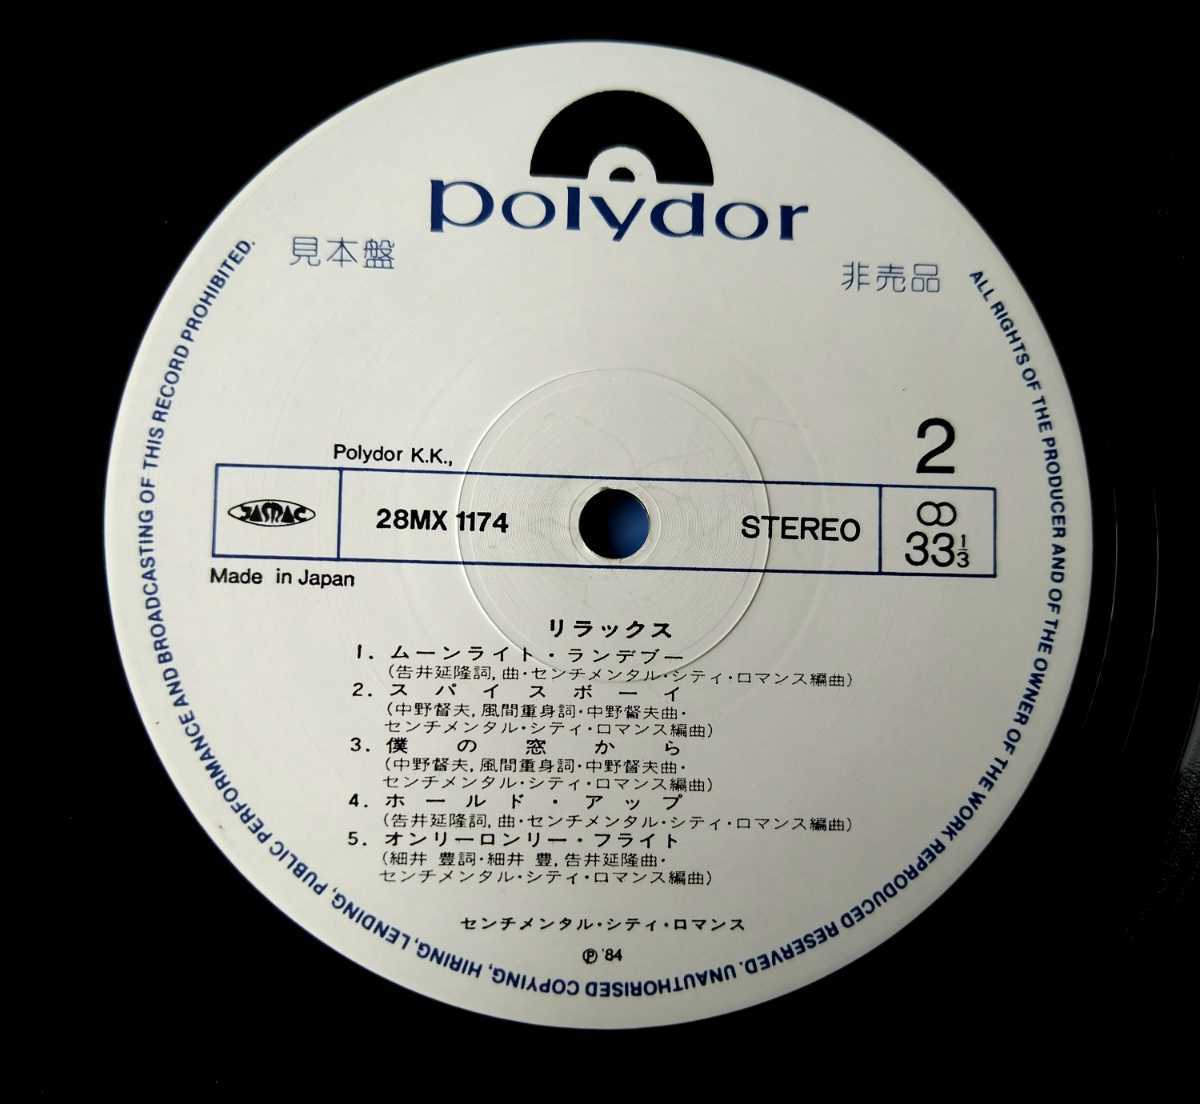 polydor
見本盤
非売品
ALL RIGHTS OF THE PRODUCER AND OF THE OWNER OF THE WORK REPRODUCED RESERVED. UNAUTHORISED COPYING, HIRING, LENDING, PUBLIC PERFORMANCE AND BROADCASTING OF THIS RECORD PROHIBITED.
2
Polydor K.K.,
JASRAC
28MX 1174
STEREO
33 1/3
Made in Japan
リラックス
1. ムーンライト・ランデブー
(告井延隆詞, 曲・センチメンタル・シティ・ロマンス編曲)
2. スパイスボーイ
(中野督夫, 風間重身詞・中野督夫曲・
センチメンタル・シティ・ロマンス編曲)
3. 僕の窓から
(中野督夫, 風間重身詞・中野督夫曲・
センチメンタル・シティ・ロマンス編曲)
4. ホールド・アップ
(告井延隆詞, 曲・センチメンタル・シティ・ロマンス編曲)
5. オンリーロンリー・フライト
(細井 豊詞・細井 豊, 告井延隆曲・
センチメンタル・シティ・ロマンス編曲)
センチメンタル・シティ・ロマンス
Ⓟ '84